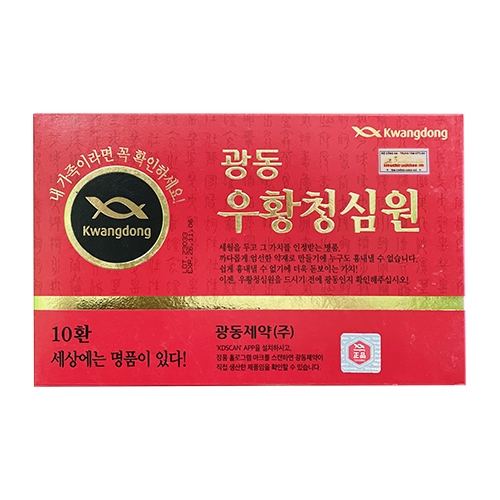 Kwangdong
내 가족이라면 꼭 확인하세요!
Kwangdong
광동
우황청심원
세월을 두고 그 가치를 인정받는 명품.
까다롭게 엄선한 약재로 만들기에 누구도 흉내낼 수 없습니다.
쉽게 흉내낼 수 없기에 더욱 돋보이는 가치!
이젠, 우황청심원을 드시기 전에 광동인지 확인해주십시오!
10환
세상에는 명품이 있다!
광동제약(주)
'KDSCAN' APP을 설치하시고,
정품 홀로그램 마크를 스캔하면 광동제약이
직접 생산한 제품임을 확인할 수 있습니다.
正品